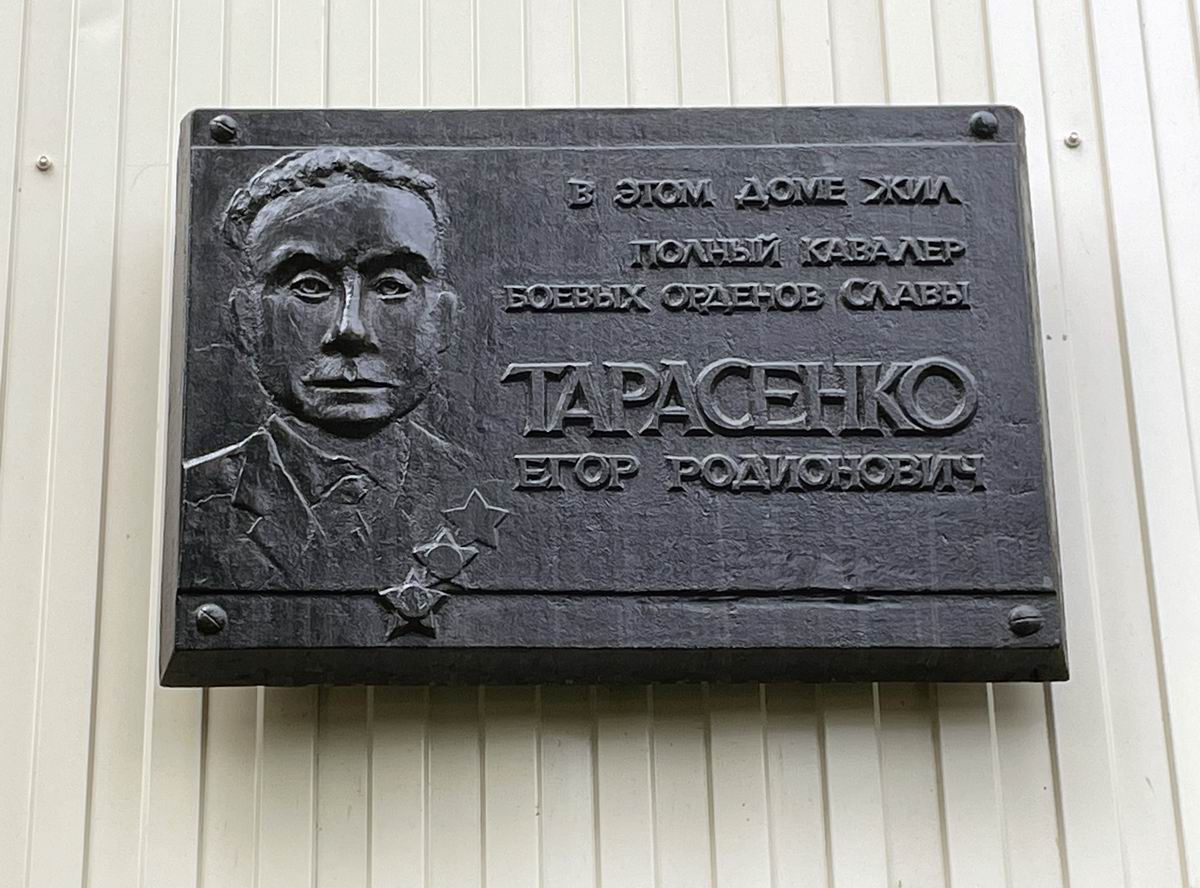 В ЭТОМ ДОМЕ ЖИЛ
ПОЛНЫЙ КАВАЛЕР
БОЕВЫХ ОРДЕНОВ СЛАВЫ
ТАРАСЕНКО
ЕГОР РОДИОНОВИЧ